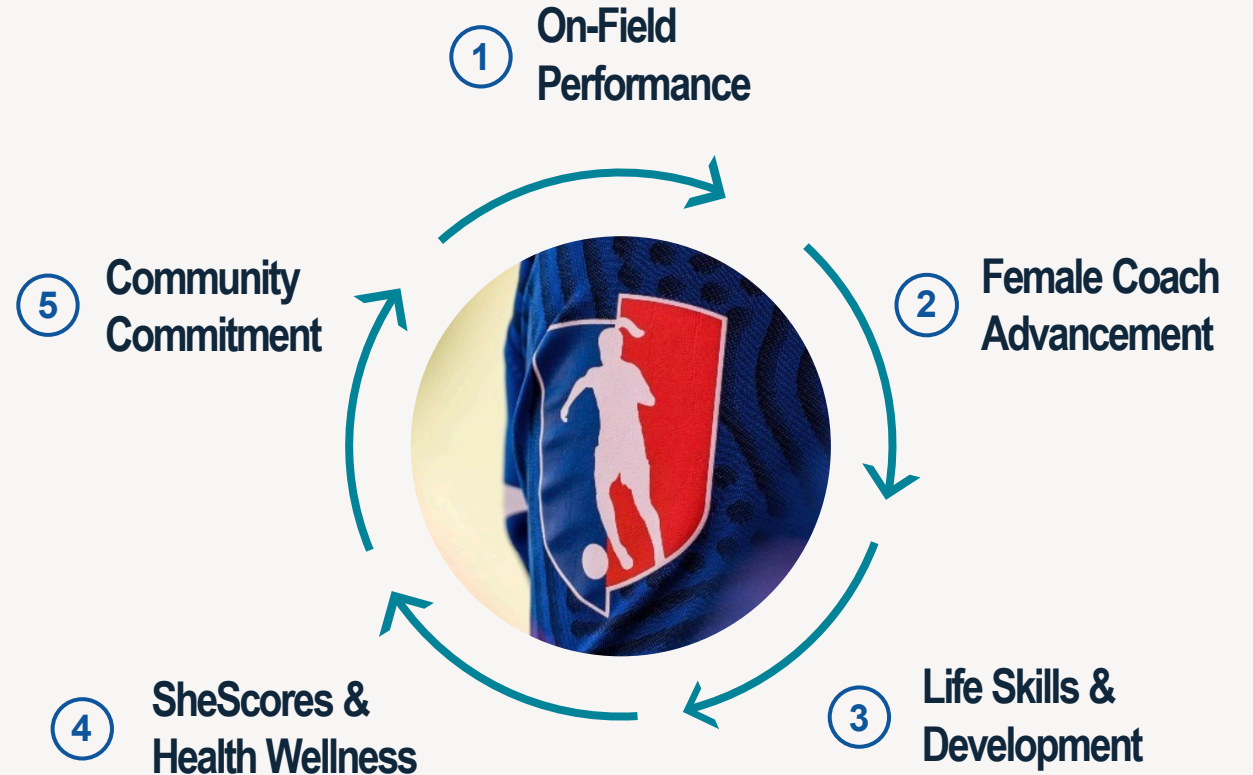 1
On-Field
Performance
2
Female Coach
Advancement
3
Life Skills &
Development
4
SheScores &
Health Wellness
5
Community
Commitment